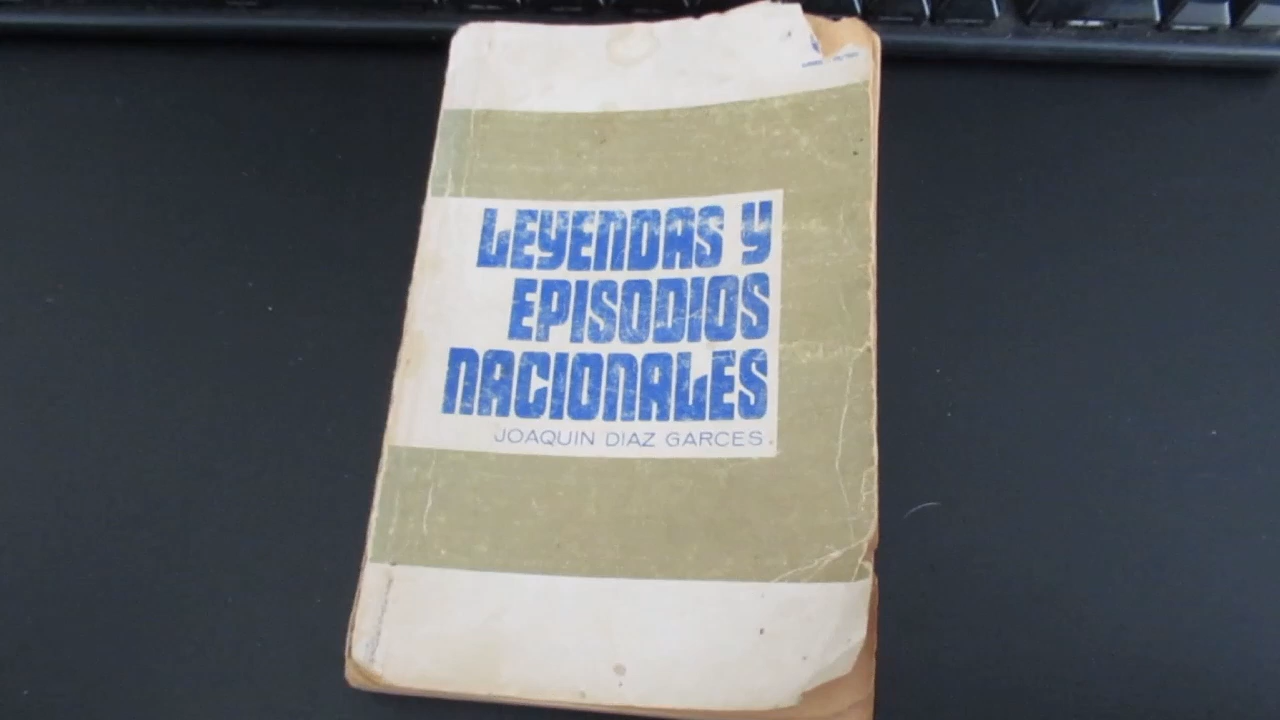 LEYENDAS Y
EPISODIOS
NACIONALES
JOAQUIN DIAZ GARCES.